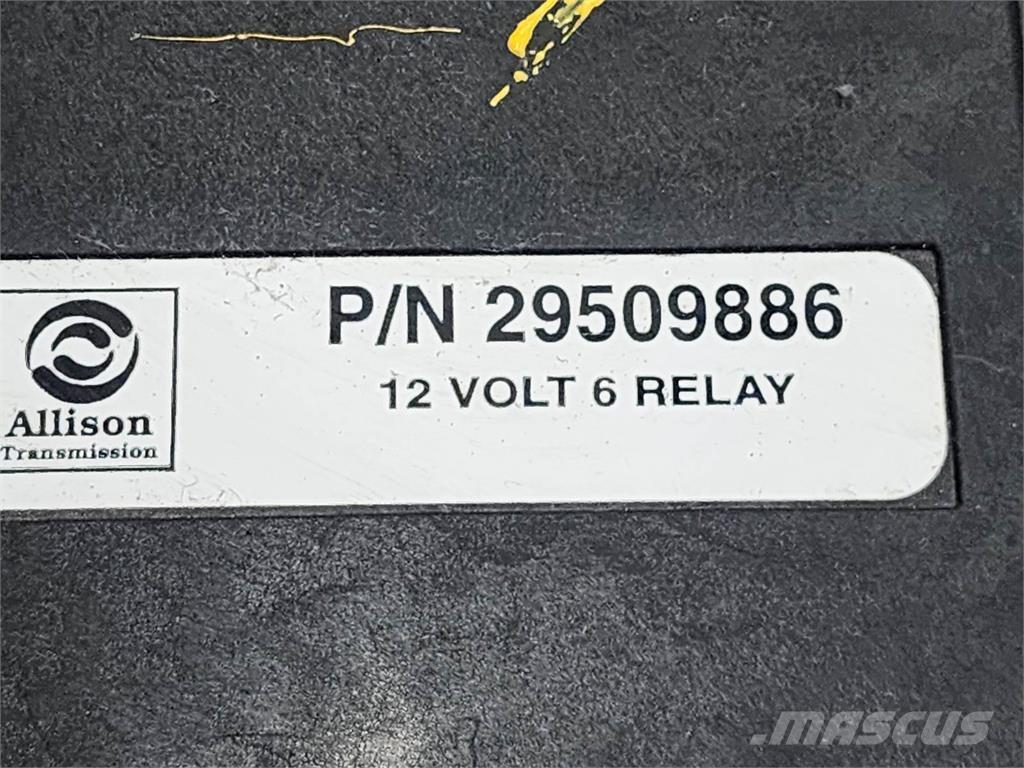 P/N 29509886
12 VOLT 6 RELAY
Allison
Transmission
MASCUS